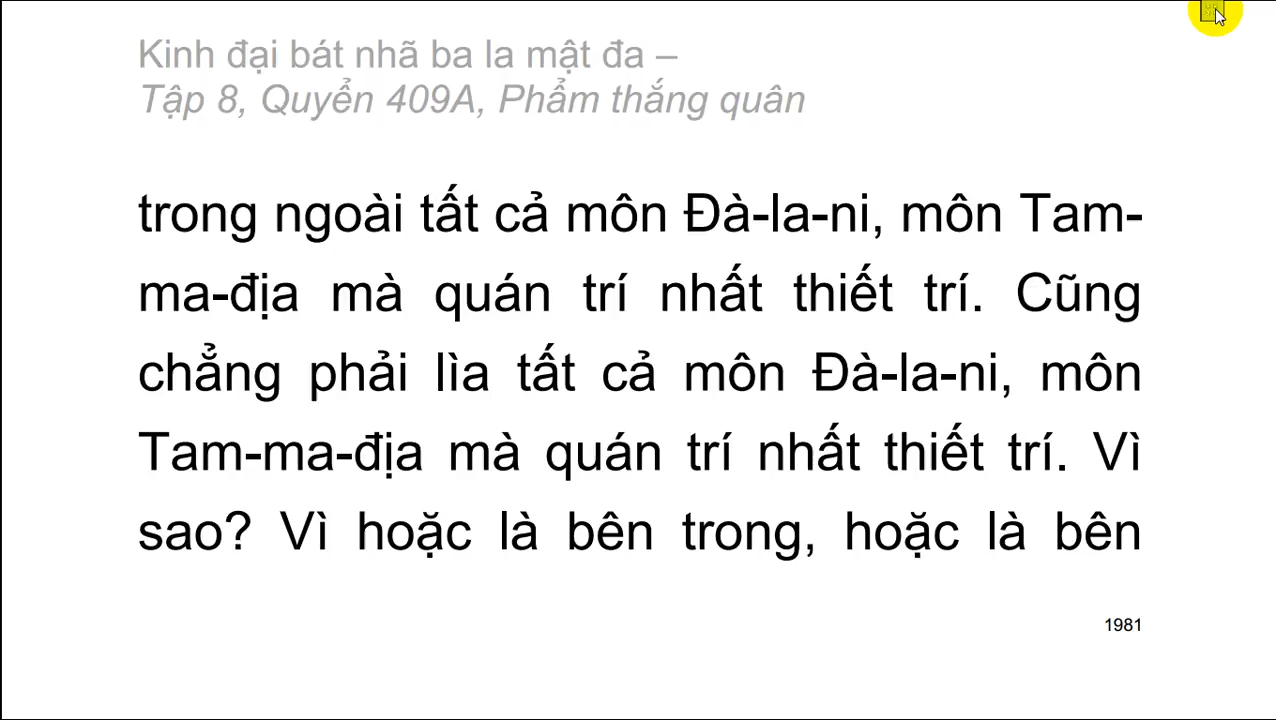 Kinh đại bát nhã ba la mật đa –
Tập 8, Quyển 409A, Phẩm thắng quân
trong ngoài tất cả môn Đà-la-ni, môn Tam-
ma-địa mà quán trí nhất thiết trí. Cũng
chẳng phải lìa tất cả môn Đà-la-ni, môn
Tam-ma-địa mà quán trí nhất thiết trí. Vì
sao? Vì hoặc là bên trong, hoặc là bên
1981